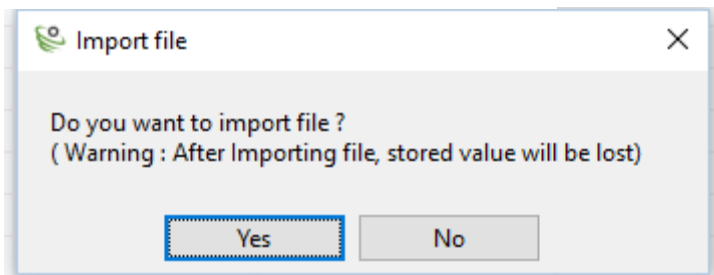 Import file
Do you want to import file ?
( Warning : After Importing file, stored value will be lost)
Yes
No